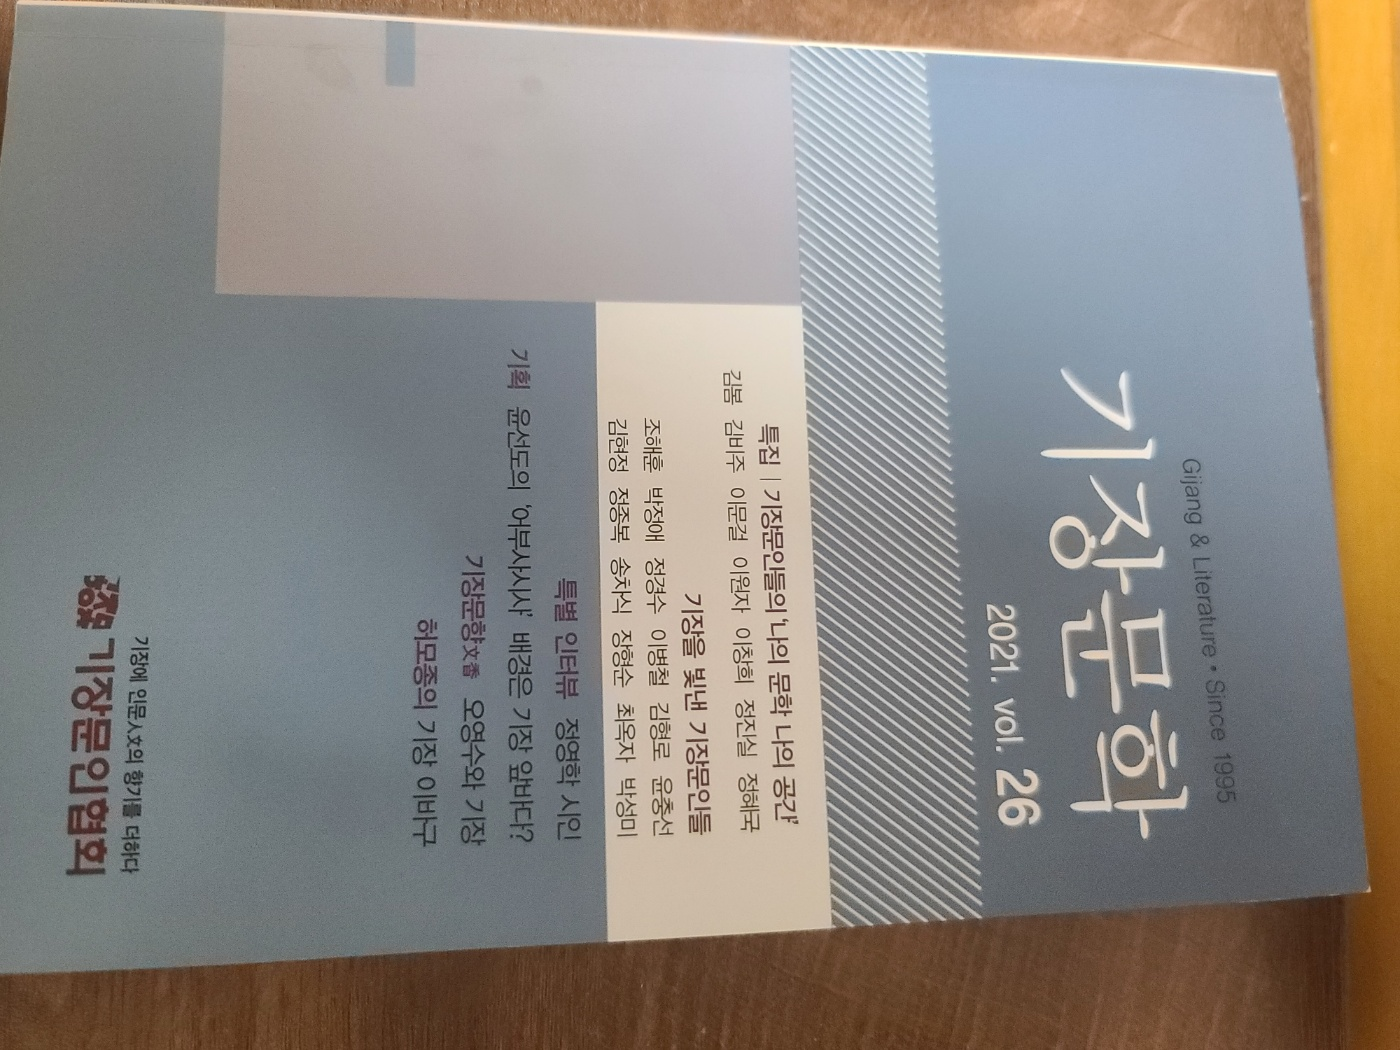 Gijang & Literature • Since 1995
기장문학
2021. vol. 26
특집 | 기장문인들의 '나의 문학 나의 공간'
김봄 김비주 이문걸 이원자 이창희 정진실 정혜국
기장을 빛낸 기장문인들
조해훈 박정애 정경수 이병철 김형로 윤충선
김현정 정종복 송차식 장형순 최옥자 박성미
특별 인터뷰 정영학 시인
기획 윤선도의 '어부사시사' 배경은 기장 앞바다?
기장문향文香 오영수와 기장
허모종의 기장 이바구
기장에 인문人文의 향기를 더하다
기장문인협회